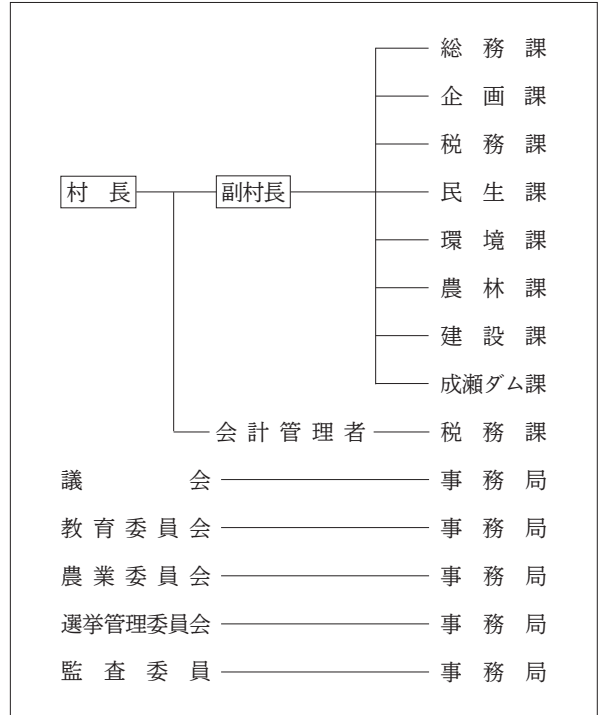 総務課
企画課
税務課
村長 副村長 民生課
環境課
農林課
建設課
成瀬ダム課
会計管理者 税務課
議会 事務局
教育委員会 事務局
農業委員会 事務局
選挙管理委員会 事務局
監査委員 事務局